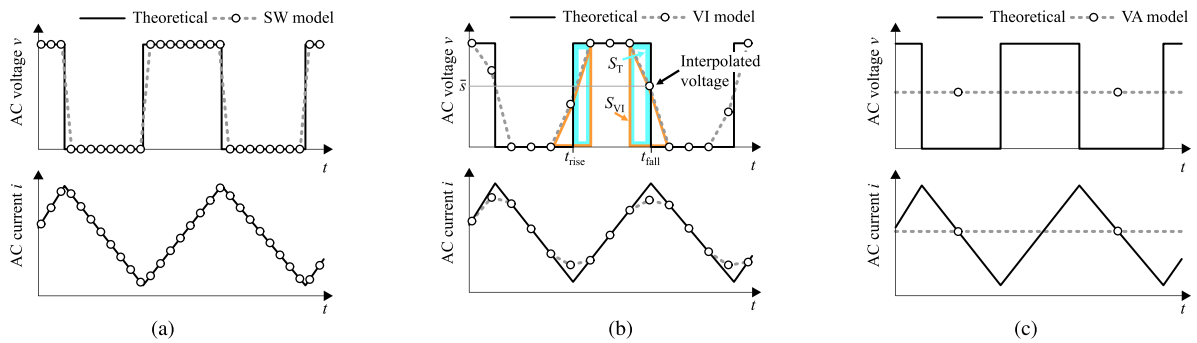 Theoretical SW model
AC voltage v
t
AC current i
t
(a)
Theoretical VI model
AC voltage v
s̄
S_T
S_VI
Interpolated
voltage
t_rise
t_fall
t
AC current i
t
(b)
Theoretical VA model
AC voltage v
t
AC current i
t
(c)